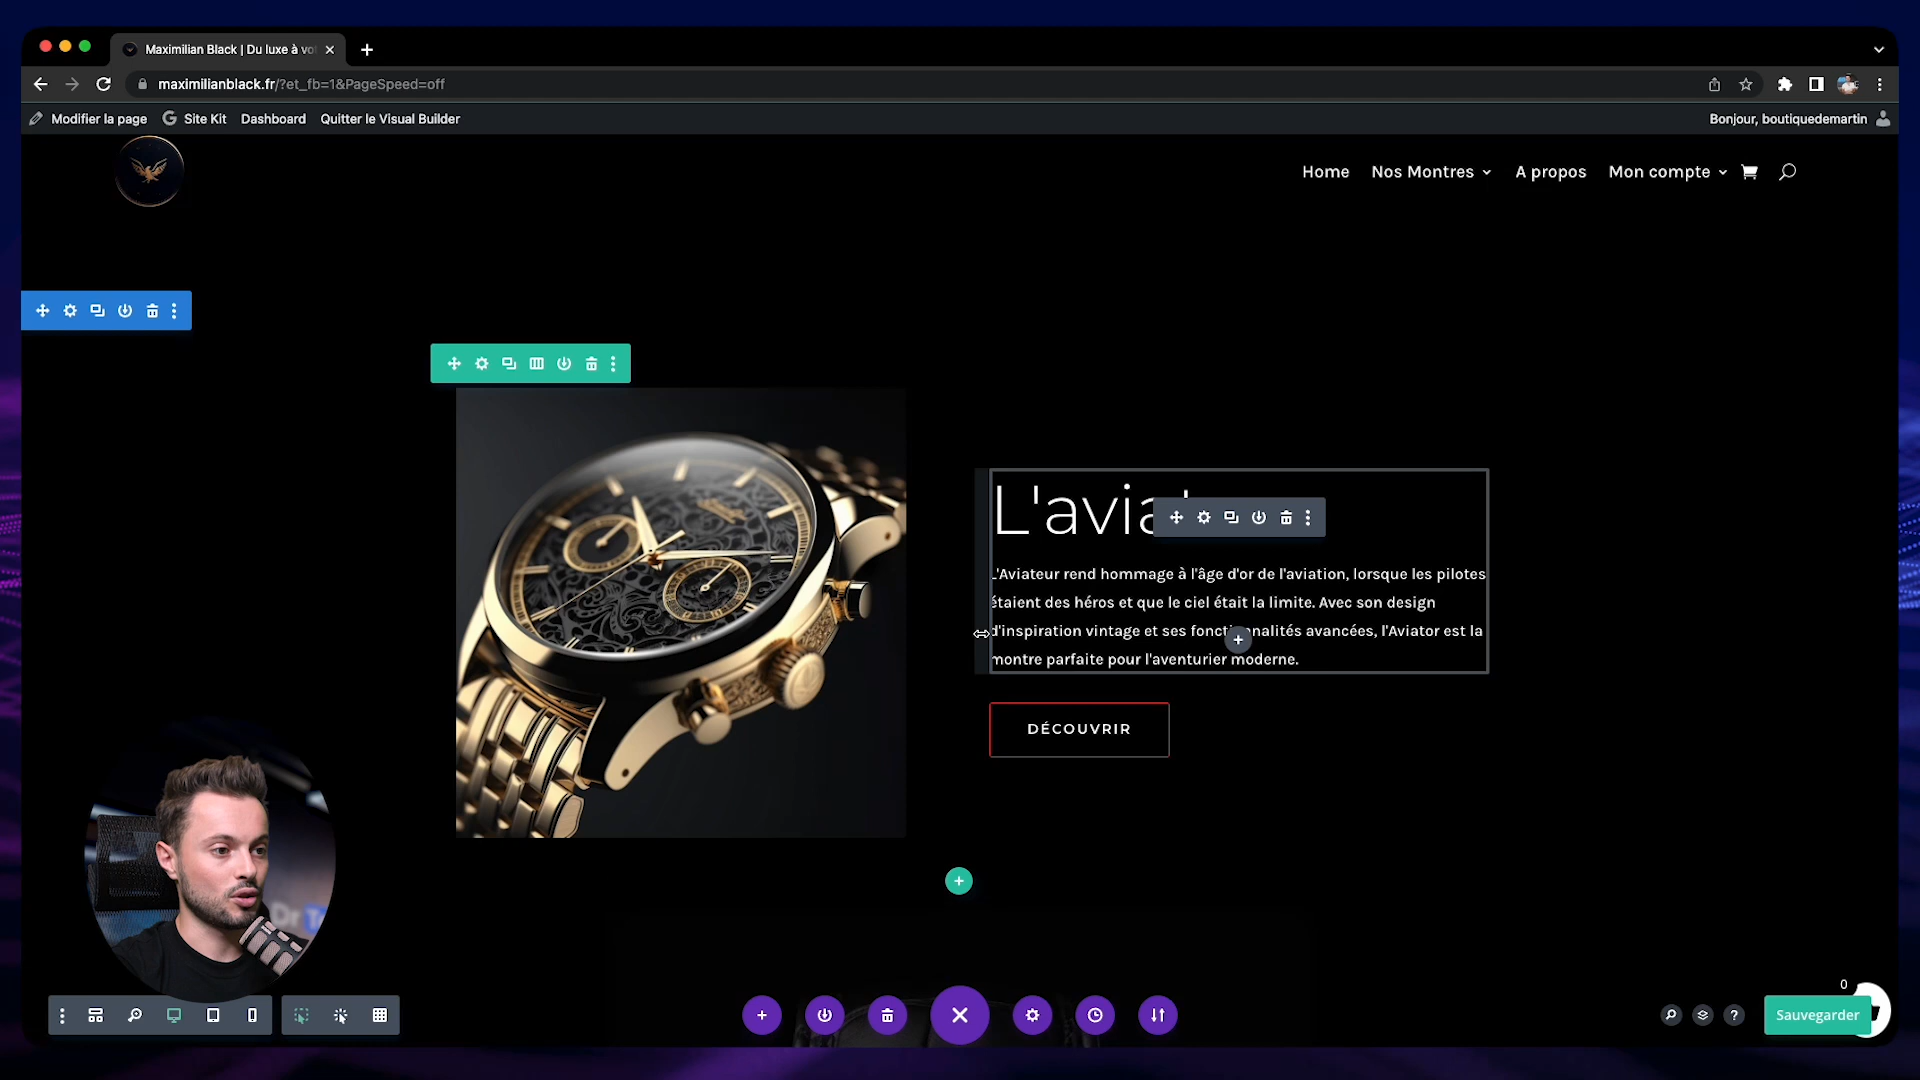 Maximilian Black | Du luxe à vo
maximilianblack.fr/?et_fb=1&PageSpeed=off
Modifier la page
Site Kit
Dashboard
Quitter le Visual Builder
Bonjour, boutiquedemartin
Home
Nos Montres
A propos
Mon compte
L'avia
L'Aviateur rend hommage à l'âge d'or de l'aviation, lorsque les pilotes
étaient des héros et que le ciel était la limite. Avec son design
d'inspiration vintage et ses fonctionnalités avancées, l'Aviator est la
montre parfaite pour l'aventurier moderne.
DÉCOUVRIR
Dr T
0
Sauvegarder